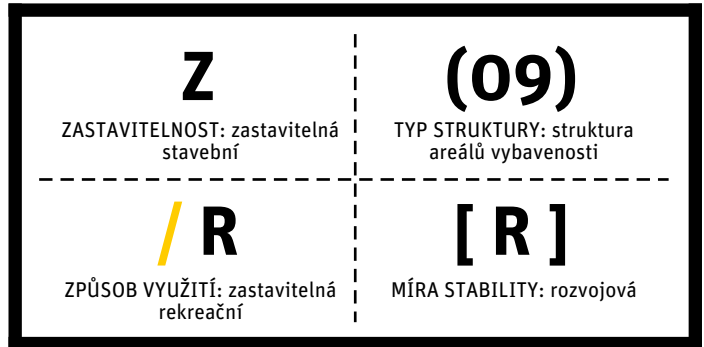 Z
ZASTAVITELNOST: zastavitelná
stavební
(09)
TYP STRUKTURY: struktura
areálů vybavenosti
/ R
ZPŮSOB VYUŽITÍ: zastavitelná
rekreační
[ R ]
MÍRA STABILITY: rozvojová